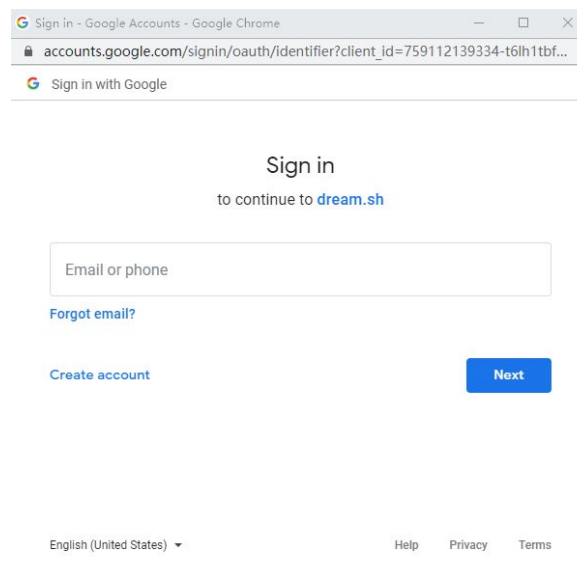 Sign in - Google Accounts - Google Chrome
accounts.google.com/signin/oauth/identifier?client_id=759112139334-t6lh1tbf...
Sign in with Google
Sign in
to continue to dream.sh
Email or phone
Forgot email?
Create account
Next
English (United States)
Help Privacy Terms